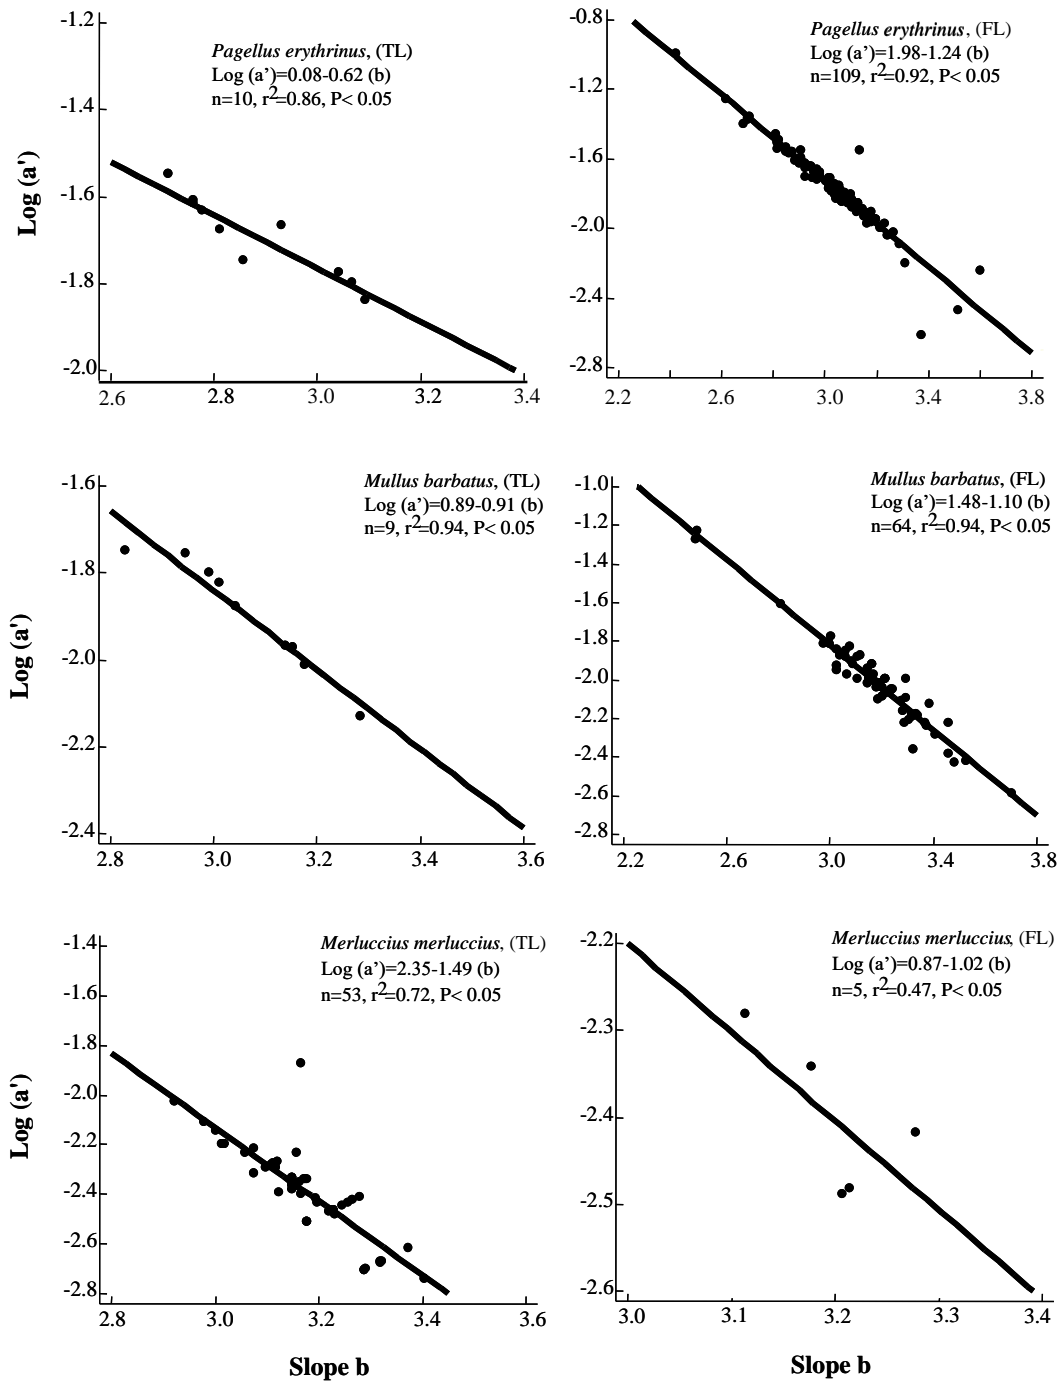 Pagellus erythrinus, (TL)
Log (a’)=0.08-0.62 (b)
n=10, r2=0.86, P< 0.05
-1.2
-1.4
-1.6
-1.8
-2.0
2.6 2.8 3.0 3.2 3.4
Log (a')
Pagellus erythrinus, (FL)
Log (a’)=1.98-1.24 (b)
n=109, r2=0.92, P< 0.05
-0.8
-1.2
-1.6
-2.0
-2.4
-2.8
2.2 2.6 3.0 3.4 3.8
Mullus barbatus, (TL)
Log (a’)=0.89-0.91 (b)
n=9, r2=0.94, P< 0.05
-1.6
-1.8
-2.0
-2.2
-2.4
2.8 3.0 3.2 3.4 3.6
Log (a')
Mullus barbatus, (FL)
Log (a’)=1.48-1.10 (b)
n=64, r2=0.94, P< 0.05
-1.0
-1.2
-1.4
-1.6
-1.8
-2.0
-2.2
-2.4
-2.6
-2.8
2.2 2.6 3.0 3.4 3.8
Merluccius merluccius, (TL)
Log (a’)=2.35-1.49 (b)
n=53, r2=0.72, P< 0.05
-1.4
-1.6
-1.8
-2.0
-2.2
-2.4
-2.6
-2.8
2.8 3.0 3.2 3.4 3.6
Log (a')
Slope b
Merluccius merluccius, (FL)
Log (a’)=0.87-1.02 (b)
n=5, r2=0.47, P< 0.05
-2.2
-2.3
-2.4
-2.5
-2.6
3.0 3.1 3.2 3.3 3.4
Slope b